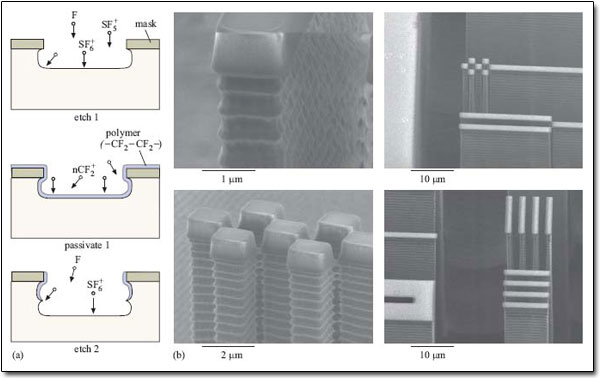 F
SF₅⁺
SF₆⁺
mask
etch 1
polymer
(−CF₂−CF₂−)
nCF₂⁺
passivate 1
F
SF₆⁺
etch 2
(a)
1 μm
10 μm
2 μm
10 μm
(b)